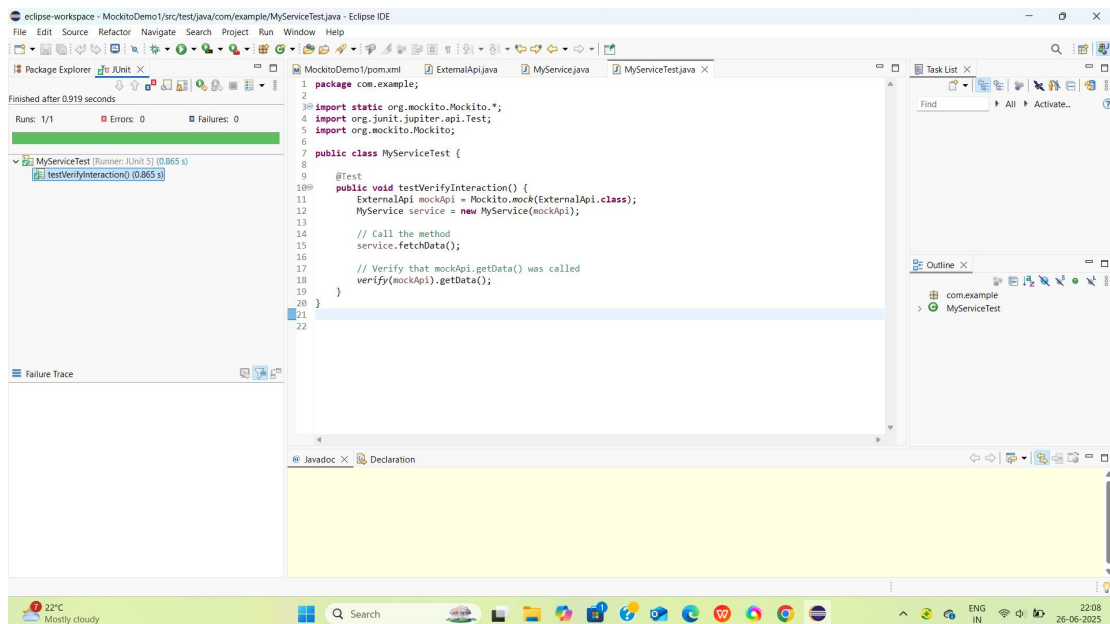 eclipse-workspace - MockitoDemo1/src/test/java/com/example/MyServiceTest.java - Eclipse IDE
File Edit Source Refactor Navigate Search Project Run Window Help
Package Explorer JUnit
Finished after 0.919 seconds
Runs: 1/1 Errors: 0 Failures: 0
MyServiceTest [Runner: JUnit 5] (0.865 s)
testVerifyInteraction() (0.865 s)
Failure Trace
MockitoDemo1/pom.xml ExternalApi.java MyService.java MyServiceTest.java
1 package com.example;
2
3 import static org.mockito.Mockito.*;
4 import org.junit.jupiter.api.Test;
5 import org.mockito.Mockito;
6
7 public class MyServiceTest {
8
9 @Test
10 public void testVerifyInteraction() {
11 ExternalApi mockApi = Mockito.mock(ExternalApi.class);
12 MyService service = new MyService(mockApi);
13
14 // Call the method
15 service.fetchData();
16
17 // Verify that mockApi.getData() was called
18 verify(mockApi).getData();
19 }
20 }
21
22
Javadoc Declaration
Task List
Find All Activate...
Outline
com.example
MyServiceTest
7 22°C
Mostly cloudy
Search
ENG
IN
22:08
26-06-2025